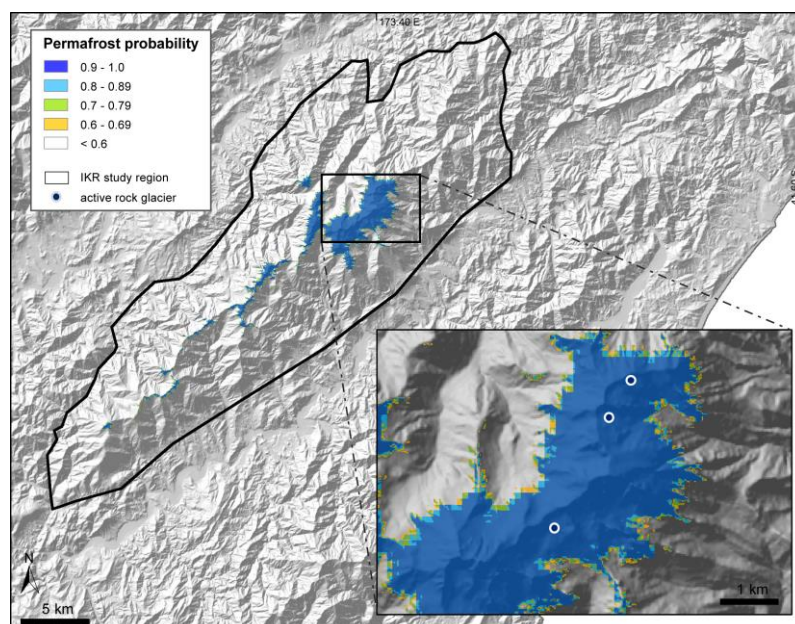 173.40 E
Permafrost probability
0.9 - 1.0
0.8 - 0.89
0.7 - 0.79
0.6 - 0.69
< 0.6
IKR study region
active rock glacier
N
5 km
1 km